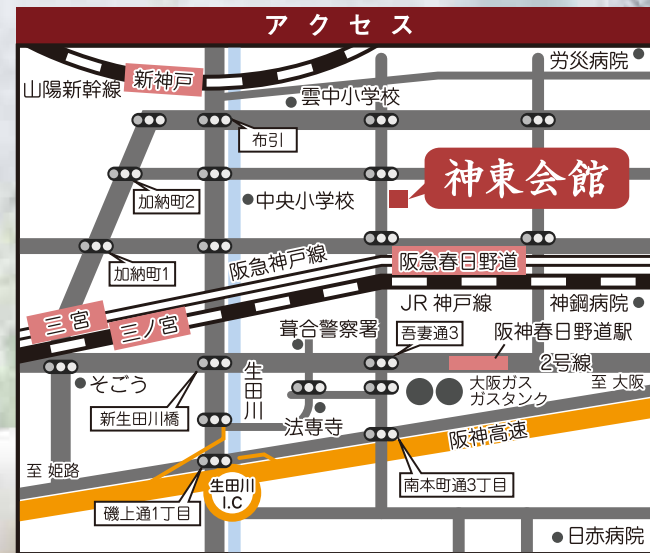 アクセス
労災病院
山陽新幹線
新神戸
雲中小学校
布引
神東会館
加納町2
中央小学校
加納町1
阪急神戸線
阪急春日野道
三宮
三ノ宮
JR 神戸線
神鋼病院
葺合警察署
吾妻通3
阪神春日野道駅
2号線
そごう
生田川
大阪ガス
ガスタンク
至 大阪
新生田川橋
法専寺
阪神高速
至 姫路
生田川
I.C
南本町通3丁目
磯上通1丁目
日赤病院